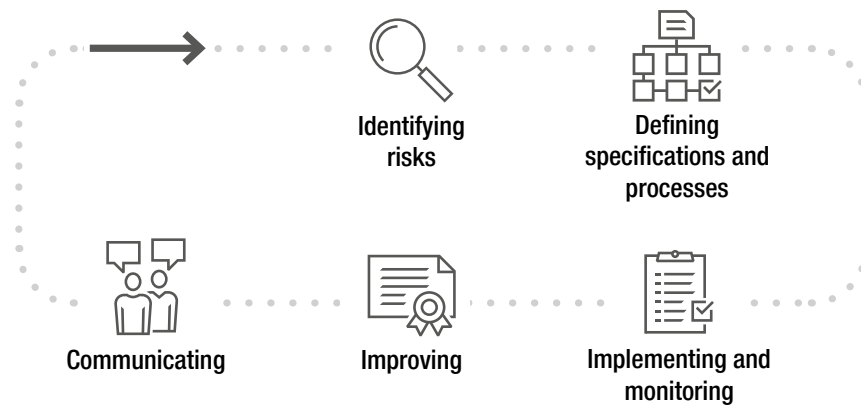 Identifying
risks
Defining
specifications and
processes
Communicating
Improving
Implementing and
monitoring